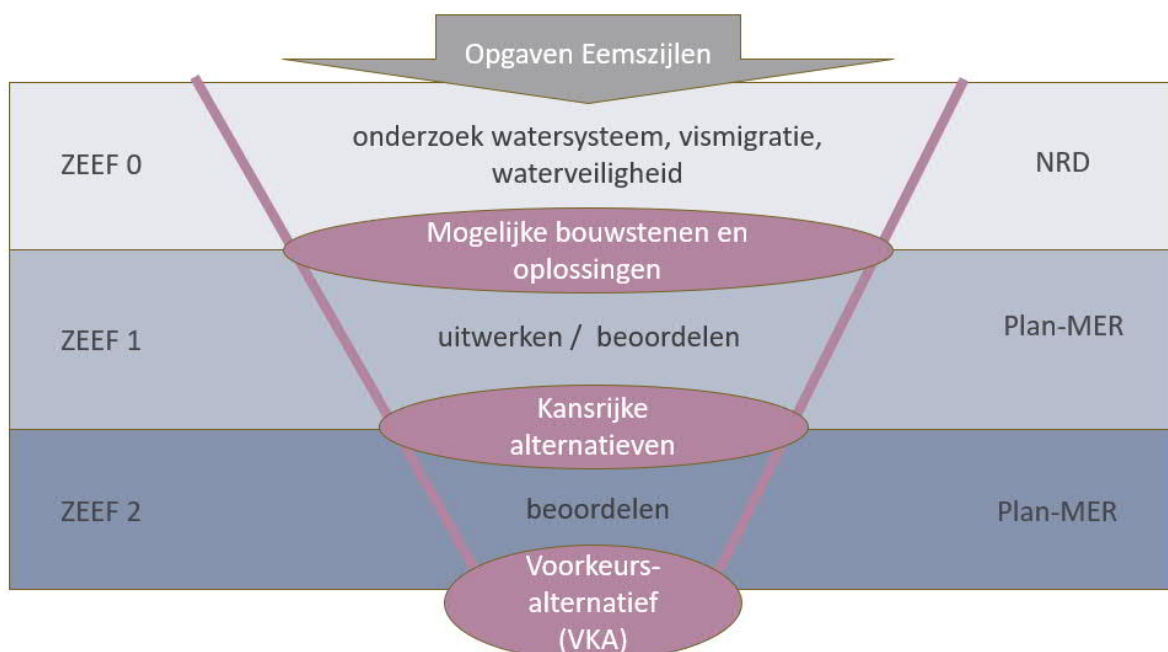 Opgaven Eemszijlen
ZEEF 0
onderzoek watersysteem, vismigratie,
waterveiligheid
NRD
Mogelijke bouwstenen en
oplossingen
ZEEF 1
uitwerken / beoordelen
Plan-MER
Kansrijke
alternatieven
ZEEF 2
beoordelen
Plan-MER
Voorkeurs-
alternatief
(VKA)